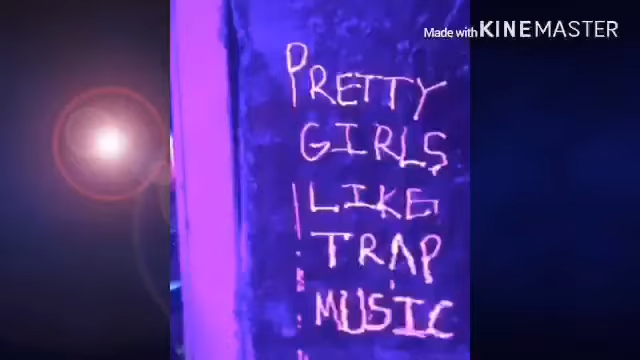 Made with KINEMASTER
PRETTY
GIRLS
LIKE
TRAP
MUSIC